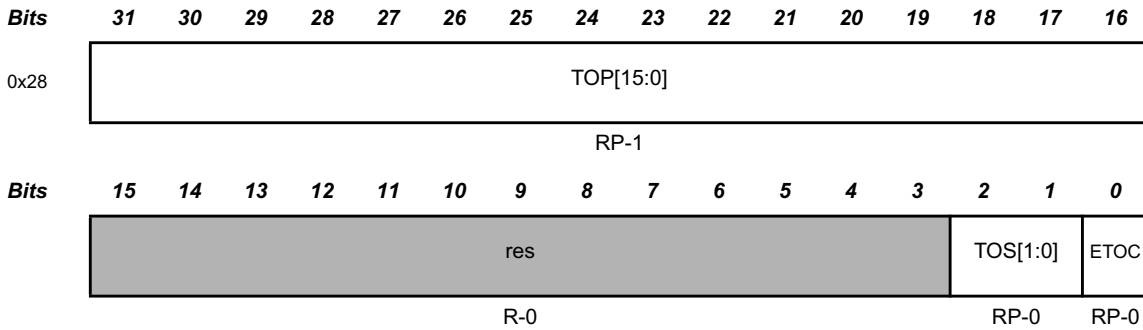 Bits 31 30 29 28 27 26 25 24 23 22 21 20 19 18 17 16
0x28 TOP[15:0]
RP-1
Bits 15 14 13 12 11 10 9 8 7 6 5 4 3 2 1 0
res TOS[1:0] ETOC
R-0 RP-0 RP-0